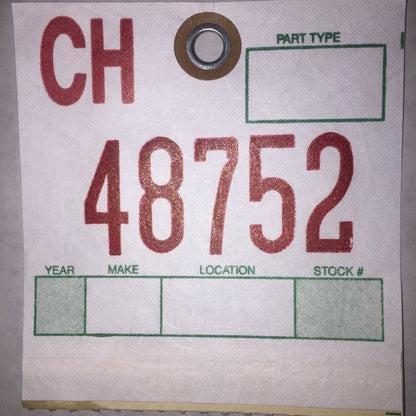 CH
PART TYPE
48752
YEAR MAKE LOCATION STOCK #